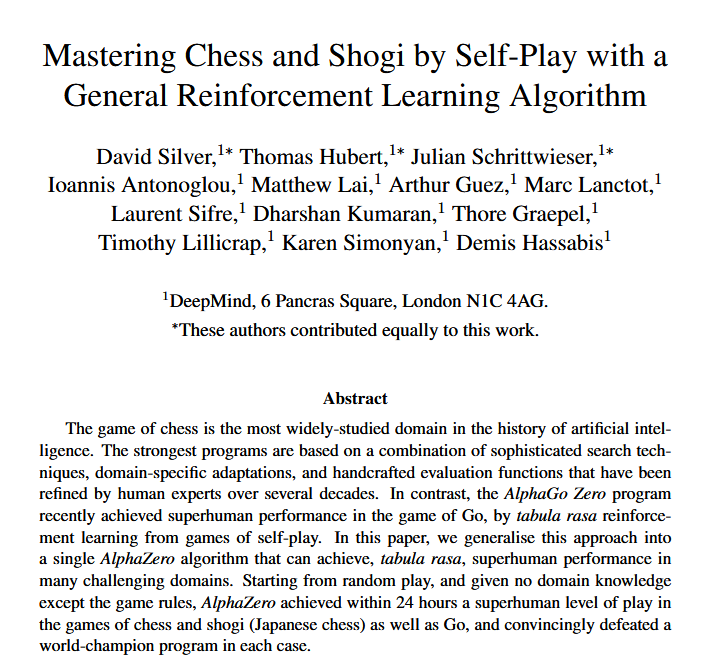 Mastering Chess and Shogi by Self-Play with a
General Reinforcement Learning Algorithm
David Silver,1* Thomas Hubert,1* Julian Schrittwieser,1*
Ioannis Antonoglou,1 Matthew Lai,1 Arthur Guez,1 Marc Lanctot,1
Laurent Sifre,1 Dharshan Kumaran,1 Thore Graepel,1
Timothy Lillicrap,1 Karen Simonyan,1 Demis Hassabis1
1DeepMind, 6 Pancras Square, London N1C 4AG.
*These authors contributed equally to this work.
Abstract
The game of chess is the most widely-studied domain in the history of artificial intel-
ligence. The strongest programs are based on a combination of sophisticated search tech-
niques, domain-specific adaptations, and handcrafted evaluation functions that have been
refined by human experts over several decades. In contrast, the AlphaGo Zero program
recently achieved superhuman performance in the game of Go, by tabula rasa reinforce-
ment learning from games of self-play. In this paper, we generalise this approach into
a single AlphaZero algorithm that can achieve, tabula rasa, superhuman performance in
many challenging domains. Starting from random play, and given no domain knowledge
except the game rules, AlphaZero achieved within 24 hours a superhuman level of play in
the games of chess and shogi (Japanese chess) as well as Go, and convincingly defeated a
world-champion program in each case.